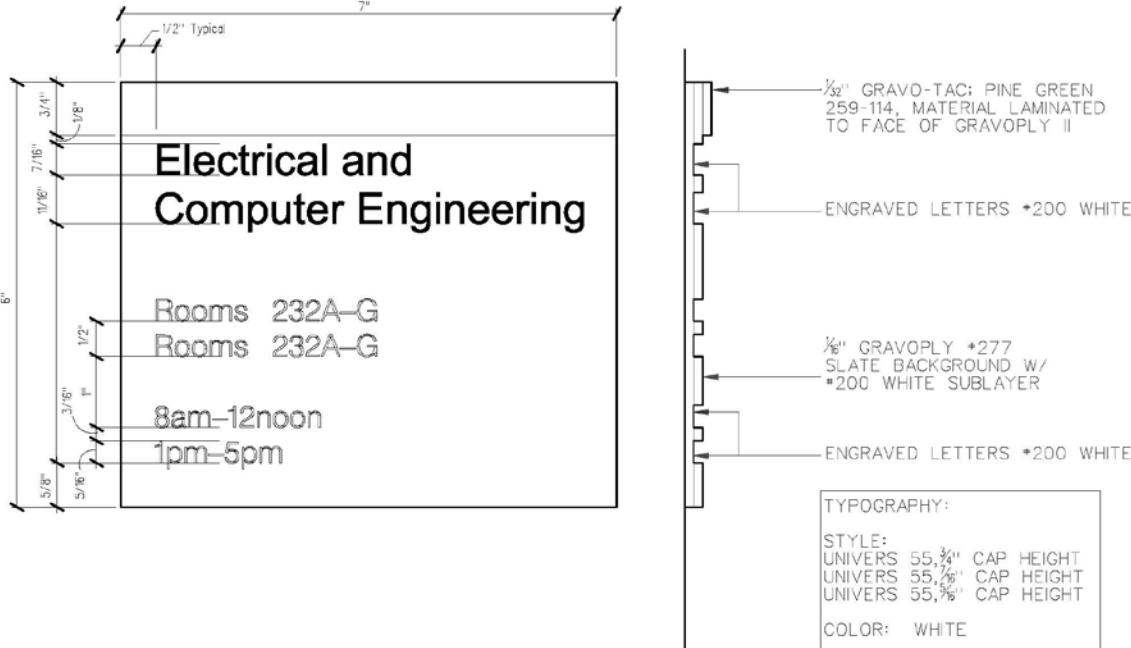 7"
1/2" Typical
3/4"
1/8"
7/16"
11/16"
6"
1/2"
1"
3/16"
5/16"
5/8"
Electrical and
Computer Engineering
Rooms 232A–G
Rooms 232A–G
8am–12noon
1pm–5pm
1/32" GRAVO-TAC; PINE GREEN
259-114, MATERIAL LAMINATED
TO FACE OF GRAVOPLY II
ENGRAVED LETTERS *200 WHITE
1/16" GRAVOPLY *277
SLATE BACKGROUND W/
*200 WHITE SUBLAYER
ENGRAVED LETTERS *200 WHITE
TYPOGRAPHY:
STYLE:
UNIVERS 55, 3/4" CAP HEIGHT
UNIVERS 55, 7/16" CAP HEIGHT
UNIVERS 55, 5/16" CAP HEIGHT
COLOR: WHITE